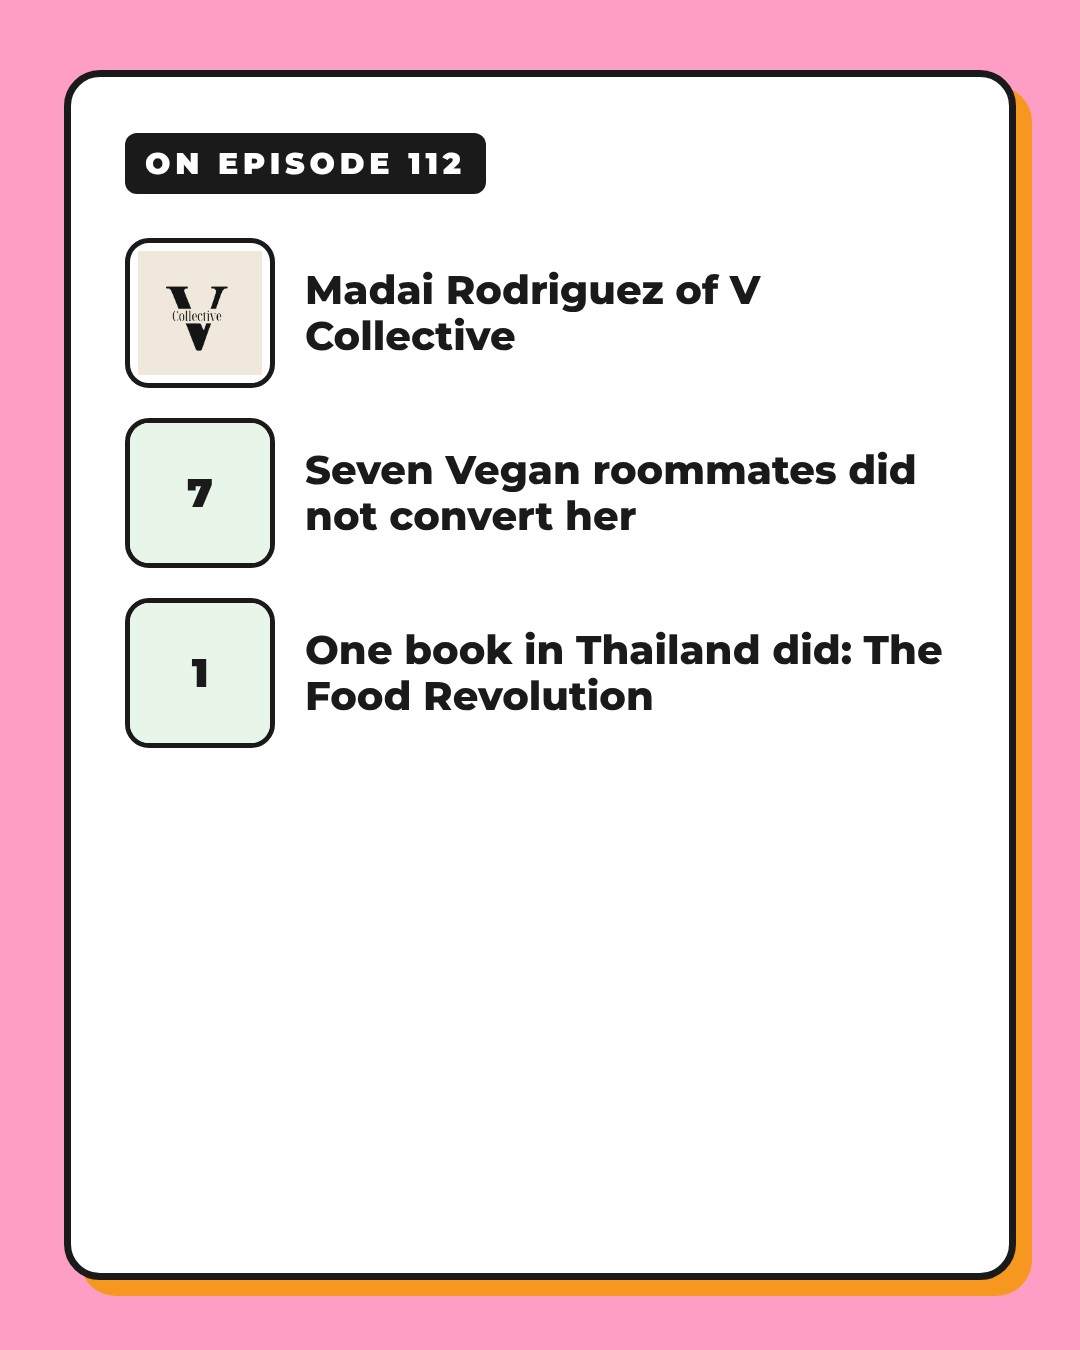 ON EPISODE 112
V
Collective
Madai Rodriguez of V
Collective
7
Seven Vegan roommates did
not convert her
1
One book in Thailand did: The
Food Revolution